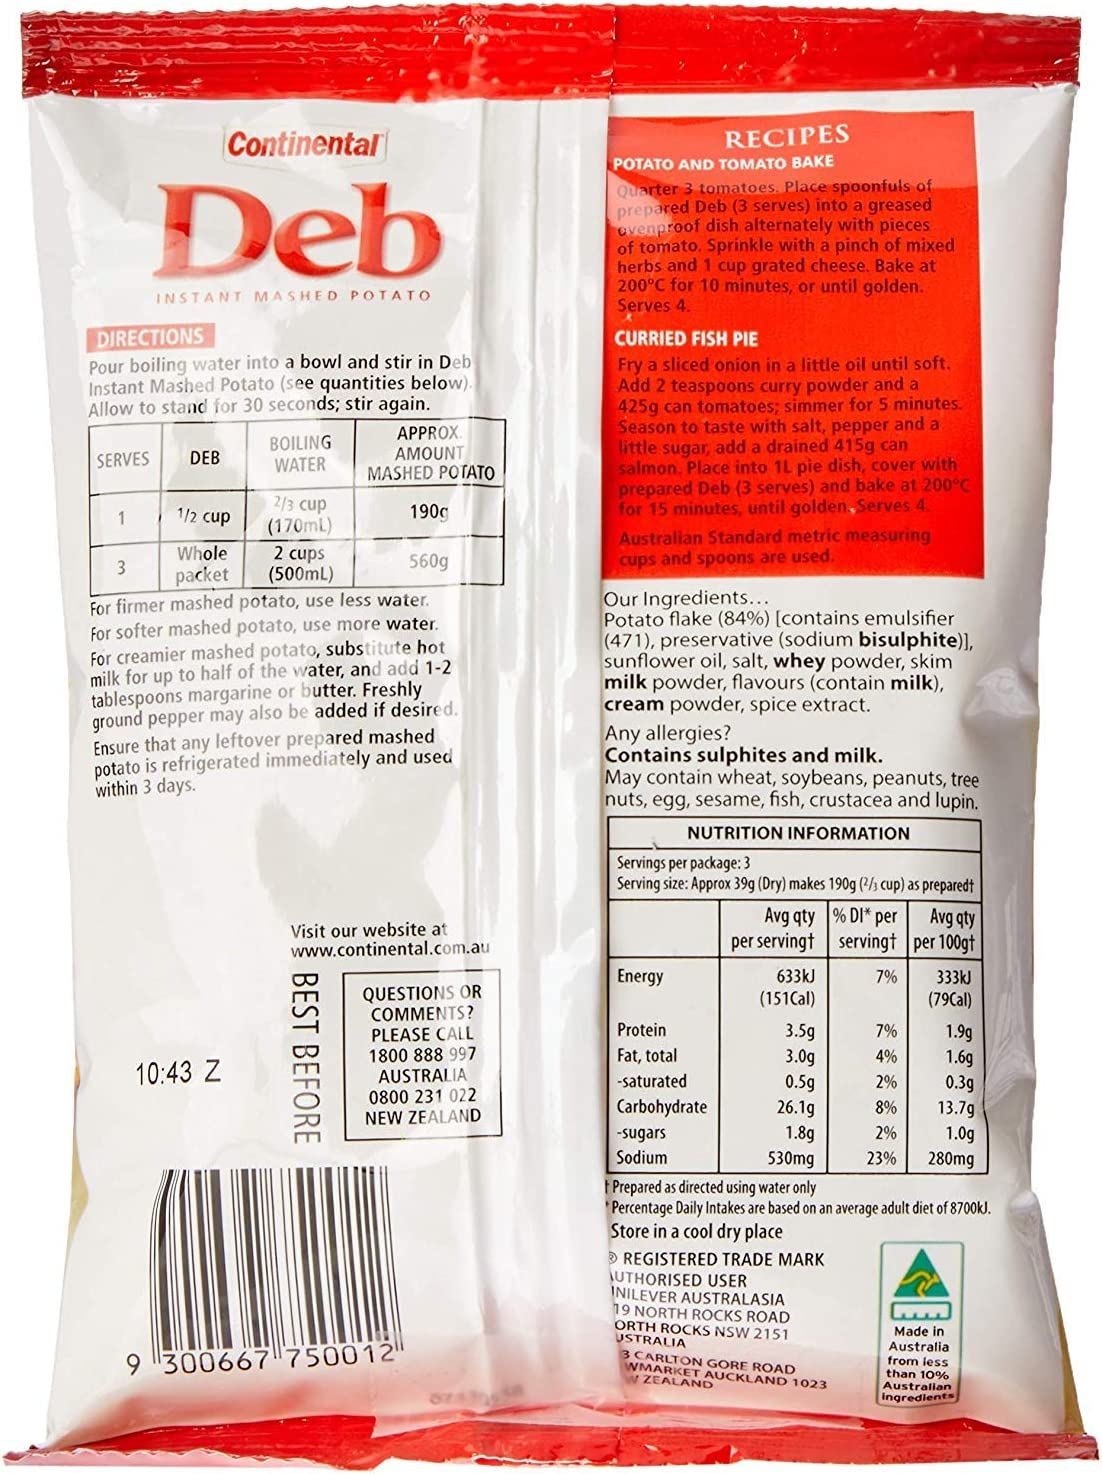 Continental
Deb
INSTANT MASHED POTATO
DIRECTIONS
Pour boiling water into a bowl and stir in Deb
Instant Mashed Potato (see quantities below).
Allow to stand for 30 seconds; stir again.
SERVES DEB BOILING WATER APPROX. AMOUNT MASHED POTATO
1 1/2 cup 2/3 cup (170mL) 190g
3 Whole packet 2 cups (500mL) 560g
For firmer mashed potato, use less water.
For softer mashed potato, use more water.
For creamier mashed potato, substitute hot
milk for up to half of the water, and add 1-2
tablespoons margarine or butter. Freshly
ground pepper may also be added if desired.
Ensure that any leftover prepared mashed
potato is refrigerated immediately and used
within 3 days.
Visit our website at
www.continental.com.au
BEST BEFORE
QUESTIONS OR
COMMENTS?
PLEASE CALL
1800 888 997
AUSTRALIA
0800 231 022
NEW ZEALAND
10:43 Z
9 300667 750012
RECIPES
POTATO AND TOMATO BAKE
Quarter 3 tomatoes. Place spoonfuls of
prepared Deb (3 serves) into a greased
ovenproof dish alternately with pieces
of tomato. Sprinkle with a pinch of mixed
herbs and 1 cup grated cheese. Bake at
200°C for 10 minutes, or until golden.
Serves 4.
CURRIED FISH PIE
Fry a sliced onion in a little oil until soft.
Add 2 teaspoons curry powder and a
425g can tomatoes; simmer for 5 minutes.
Season to taste with salt, pepper and a
little sugar, add a drained 415g can
salmon. Place into 1L pie dish, cover with
prepared Deb (3 serves) and bake at 200°C
for 15 minutes, until golden. Serves 4.
Australian Standard metric measuring
cups and spoons are used.
Our Ingredients...
Potato flake (84%) [contains emulsifier
(471), preservative (sodium bisulphite)],
sunflower oil, salt, whey powder, skim
milk powder, flavours (contain milk),
cream powder, spice extract.
Any allergies?
Contains sulphites and milk.
May contain wheat, soybeans, peanuts, tree
nuts, egg, sesame, fish, crustacea and lupin.
NUTRITION INFORMATION
Servings per package: 3
Serving size: Approx 39g (Dry) makes 190g (2/3 cup) as prepared†
Avg qty per serving† % DI* per serving† Avg qty per 100g†
Energy 633kJ 7% 333kJ
(151Cal) (79Cal)
Protein 3.5g 7% 1.9g
Fat, total 3.0g 4% 1.6g
-saturated 0.5g 2% 0.3g
Carbohydrate 26.1g 8% 13.7g
-sugars 1.8g 2% 1.0g
Sodium 530mg 23% 280mg
† Prepared as directed using water only
* Percentage Daily Intakes are based on an average adult diet of 8700kJ.
Store in a cool dry place
® REGISTERED TRADE MARK
AUTHORISED USER
NILEVER AUSTRALASIA
19 NORTH ROCKS ROAD
ORTH ROCKS NSW 2151
USTRALIA
3 CARLTON GORE ROAD
WMARKET AUCKLAND 1023
W ZEALAND
Made in
Australia
from less
than 10%
Australian
ingredients